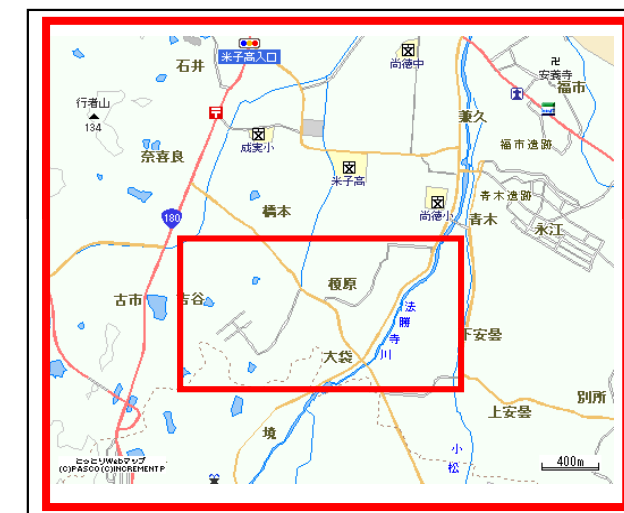 米子高入口
石井
尚徳中
卍
安養寺
福市
行者山
134
〒
兼久
成実小
福市遺跡
奈喜良
米子高
橋本
尚徳小
青木遺跡
青木
永江
180
榎原
古市
吉谷
法勝寺川
下安曇
大袋
別所
上安曇
境
小松
とっとりWebマップ
(C)PASCO(C)INCREMENTP
400m